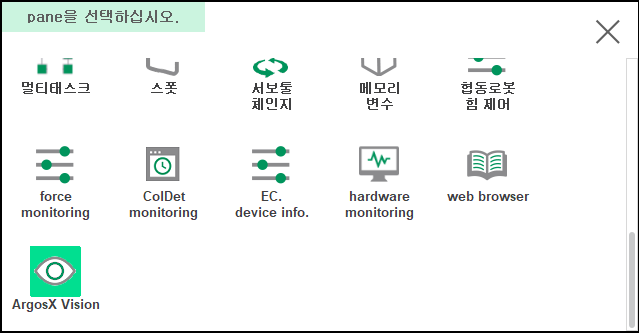 pane을 선택하십시오.
멀티태스크 스폿 서보툴 메모리 협동로봇
체인지 변수 힘 제어
force ColDet EC. hardware web browser
monitoring monitoring device info. monitoring
ArgosX Vision